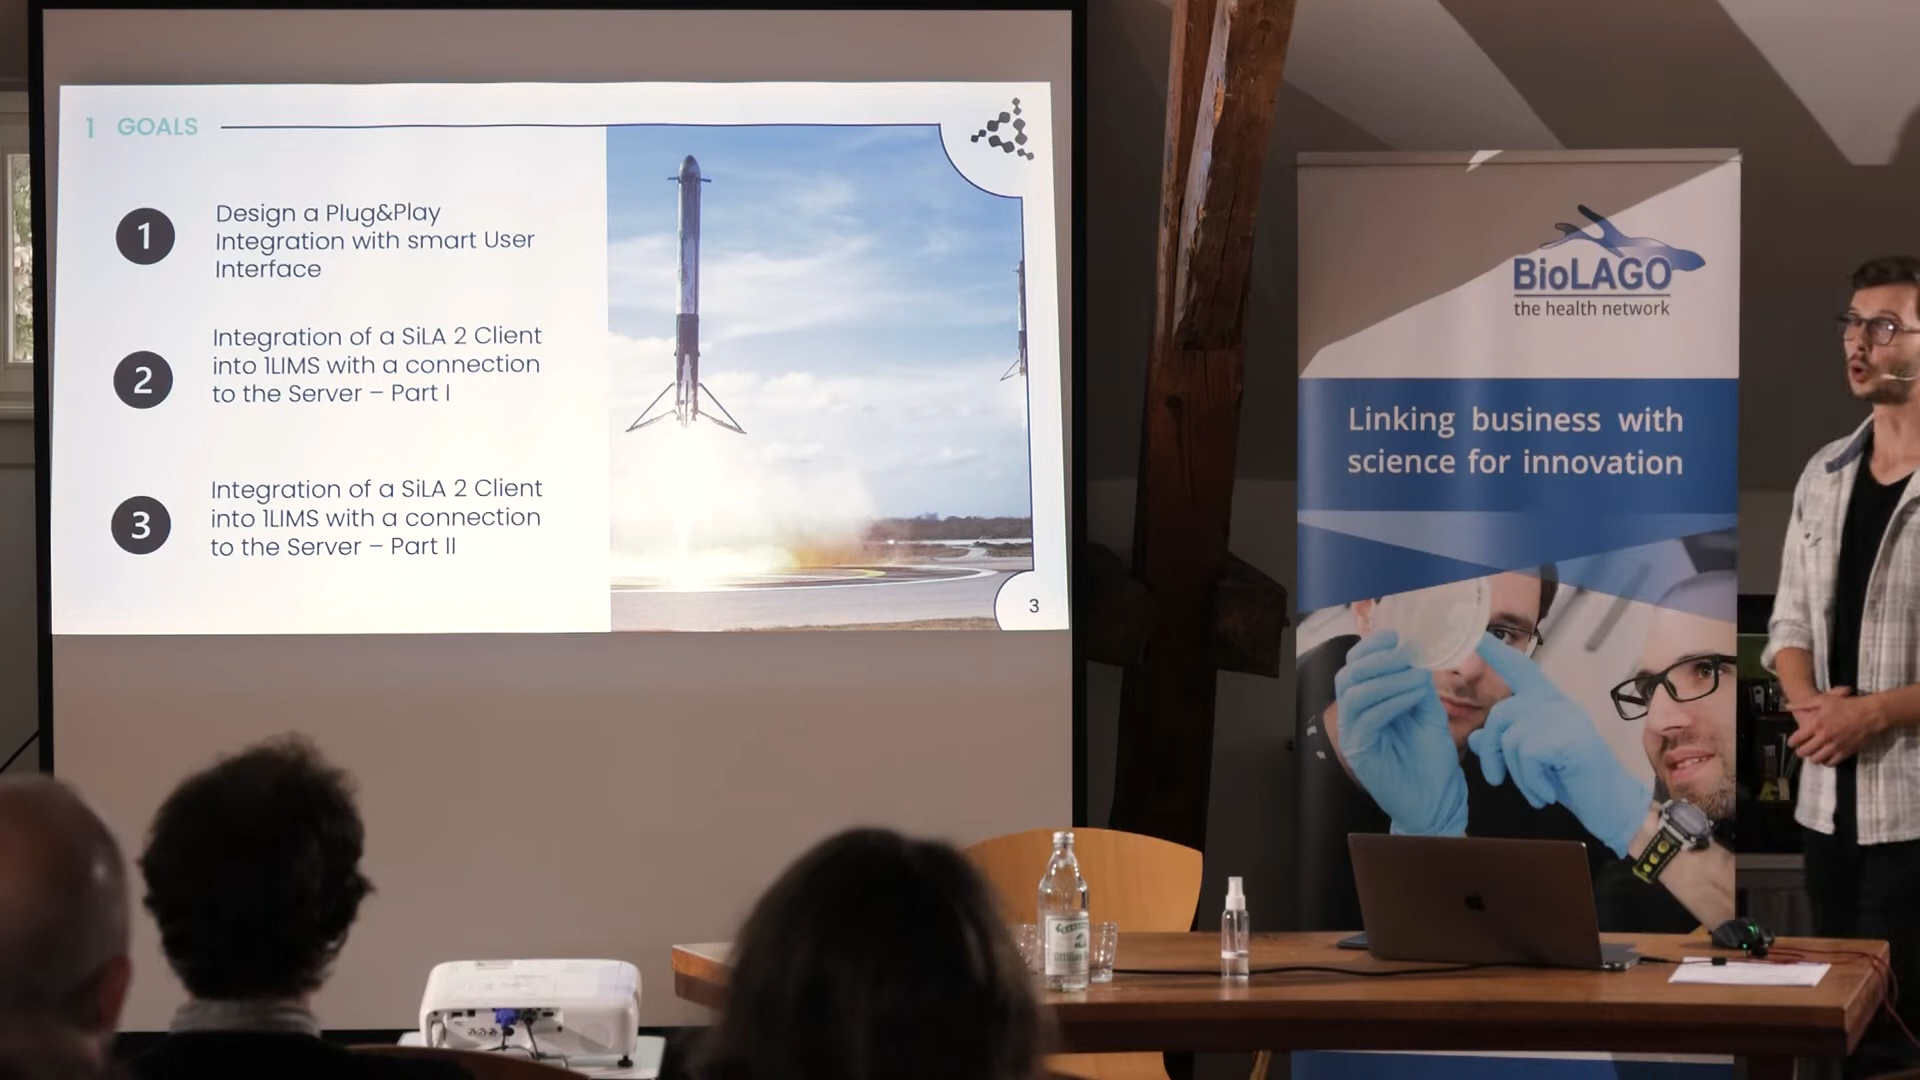 1 GOALS
1
Design a Plug&Play
Integration with smart User
Interface
2
Integration of a SiLA 2 Client
into 1LIMS with a connection
to the Server – Part I
3
Integration of a SiLA 2 Client
into 1LIMS with a connection
to the Server – Part II
3
BioLAGO
the health network
Linking business with
science for innovation